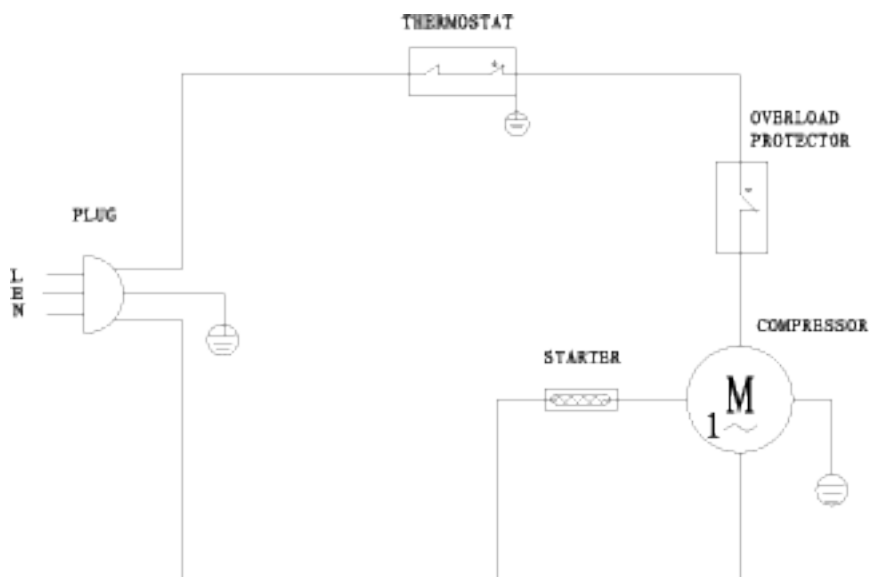 THERMOSTAT
OVERLOAD
PROTECTOR
PLUG
L
E
N
COMPRESSOR
STARTER
M
1~